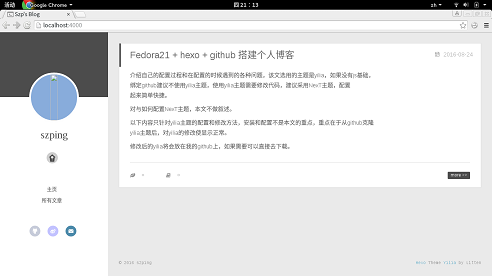 活动
Google Chrome
四 21：13
zh
Szp's Blog
localhost:4000
szping
主页
所有文章
Fedora21 + hexo + github 搭建个人博客
2016-08-24
介绍自己的配置过程和在配置的时候遇到的各种问题，该文选用的主题是yilia，如果没有js基础，
绑定github建议不使用yilia主题，使用yilia主题需要修改代码，建议采用NexT主题，配置
起来简单快捷。
对与如何配置NexT主题，本文不做叙述。
以下内容只针对yilia主题的配置和修改方法，安装和配置不是本文的重点，重点在于从github克隆
yilia主题后，对yilia的修改使显示正常。
修改后的yilia将会放在我的github上，如果需要可以直接去下载。
more >>
© 2016 szping
Hexo Theme Yilia by Litten